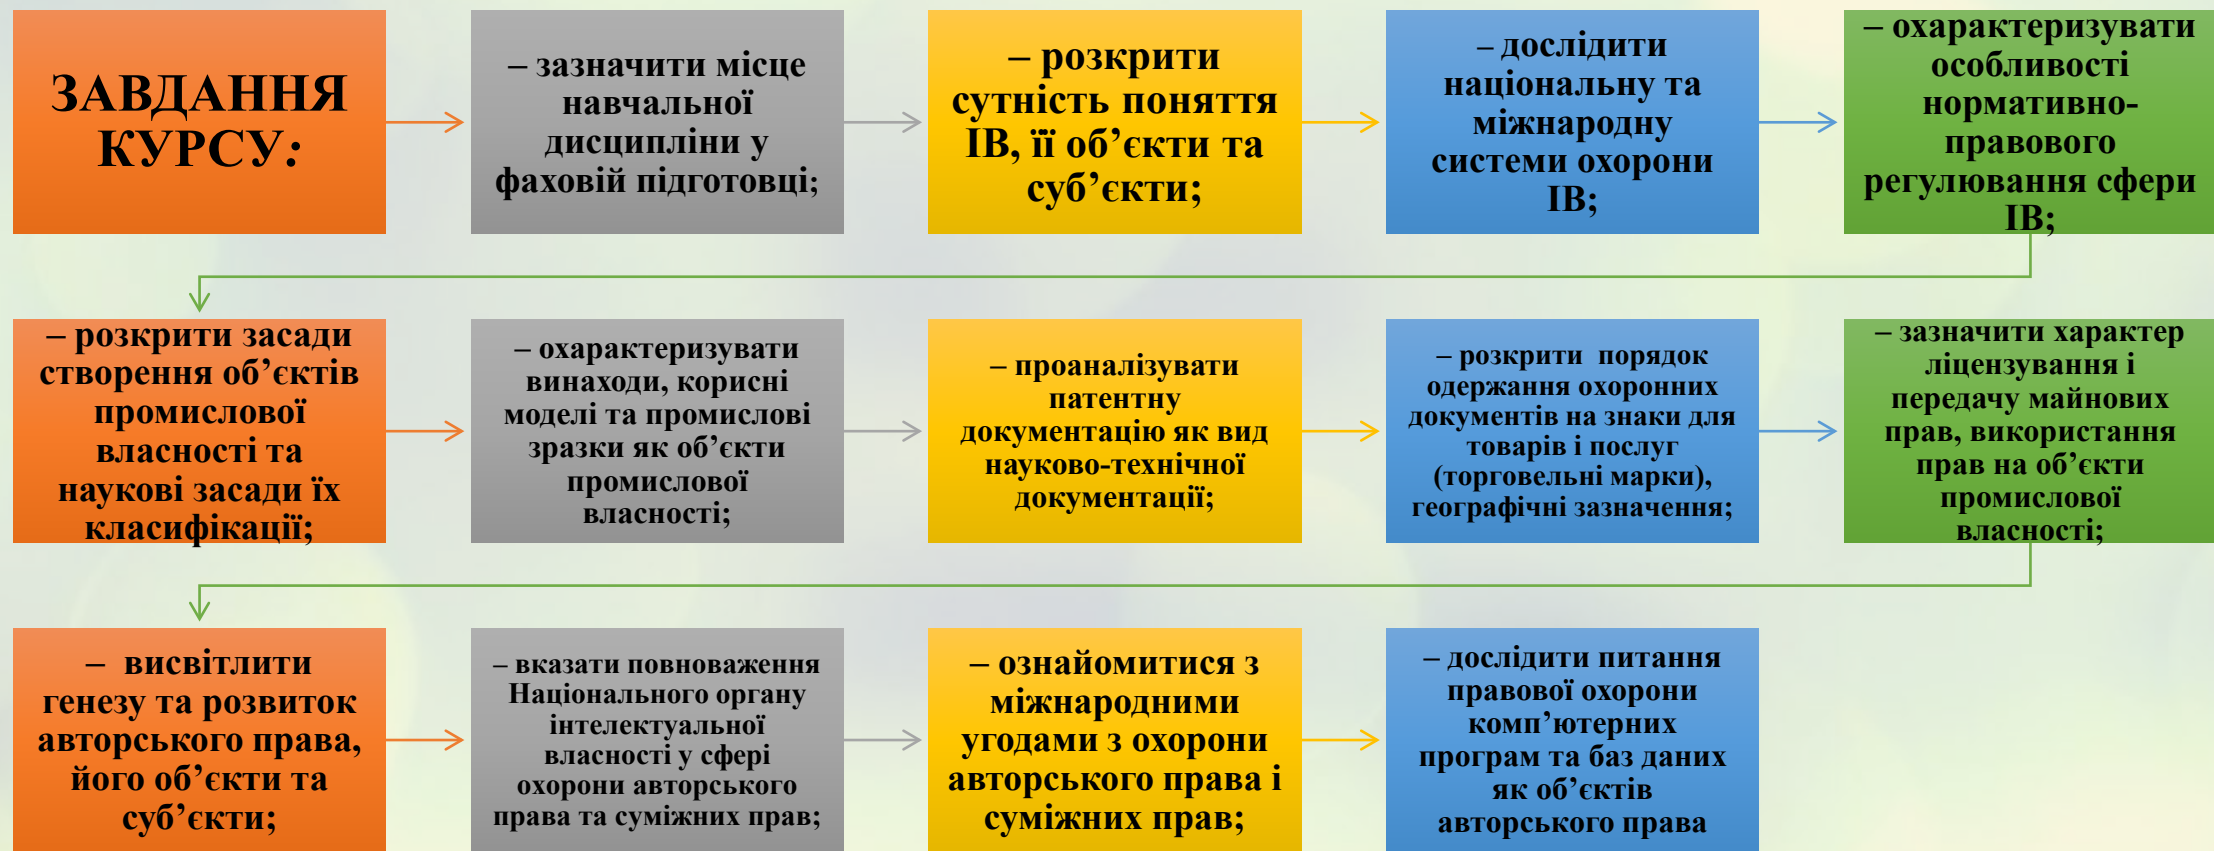 ЗАВДАННЯ
КУРСУ:
– зазначити місце
навчальної
дисципліни у
фаховій підготовці;
– розкрити
сутність поняття
ІВ, її об’єкти та
суб’єкти;
– дослідити
національну та
міжнародну
системи охорони
ІВ;
– охарактеризувати
особливості
нормативно-
правового
регулювання сфери
ІВ;
– розкрити засади
створення об’єктів
промислової
власності та
наукові засади їх
класифікації;
– охарактеризувати
винаходи, корисні
моделі та промислові
зразки як об’єкти
промислової
власності;
– проаналізувати
патентну
документацію як вид
науково-технічної
документації;
– розкрити порядок
одержання охоронних
документів на знаки для
товарів і послуг
(торговельні марки),
географічні зазначення;
– зазначити характер
ліцензування і
передачу майнових
прав, використання
прав на об’єкти
промислової
власності;
– висвітлити
генезу та розвиток
авторського права,
його об’єкти та
суб’єкти;
– вказати повноваження
Національного органу
інтелектуальної
власності у сфері
охорони авторського
права та суміжних прав;
– ознайомитися з
міжнародними
угодами з охорони
авторського права і
суміжних прав;
– дослідити питання
правової охорони
комп’ютерних
програм та баз даних
як об’єктів
авторського права